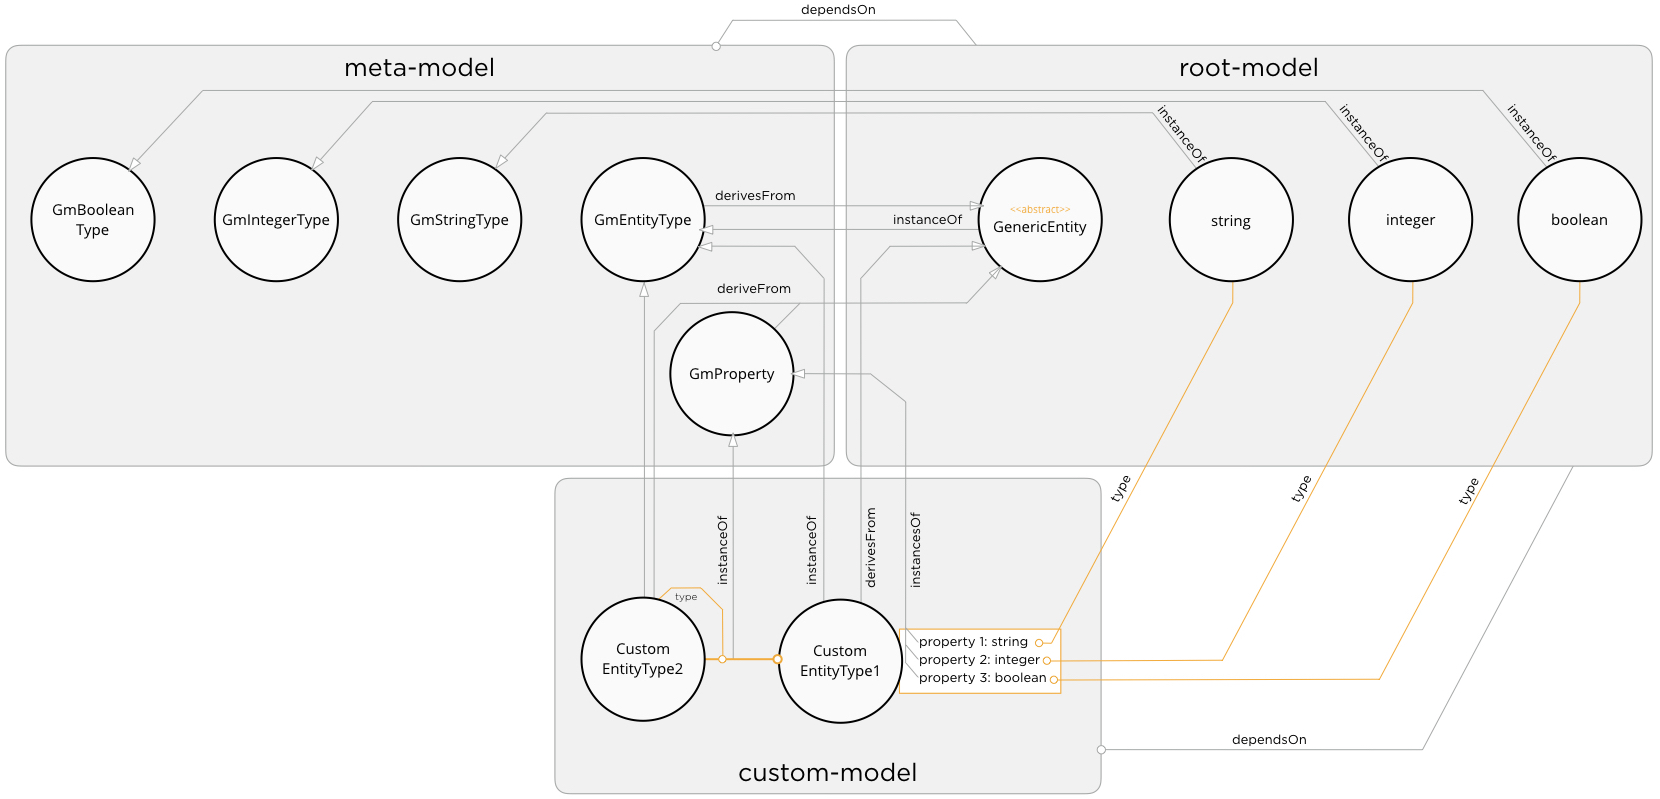 dependsOn
meta-model
root-model
instanceOf
instanceOf
instanceOf
GmBoolean
Type
GmIntegerType
GmStringType
GmEntityType
derivesFrom
instanceOf
<<abstract>>
GenericEntity
string
integer
boolean
deriveFrom
GmProperty
type
type
type
instanceOf
instanceOf
derivesFrom
instancesOf
type
Custom
EntityType2
Custom
EntityType1
property 1: string
property 2: integer
property 3: boolean
dependsOn
custom-model